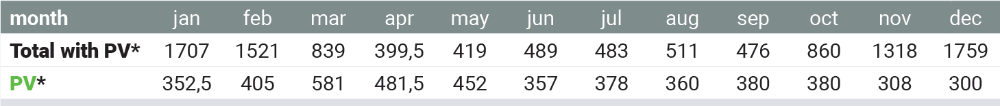 month jan feb mar apr may jun jul aug sep oct nov dec
Total with PV* 1707 1521 839 399,5 419 489 483 511 476 860 1318 1759
PV* 352,5 405 581 481,5 452 357 378 360 380 380 308 300